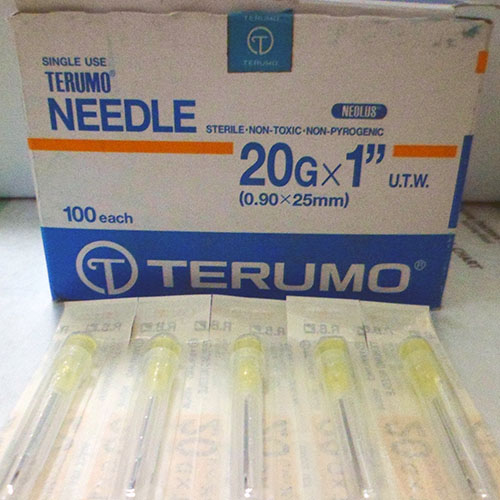 TERUMO
SINGLE USE
TERUMO®
NEEDLE
NEOLUS
STERILE·NON-TOXIC·NON-PYROGENIC
20G×1”
U.T.W.
(0.90×25mm)
100 each
TERUMO®